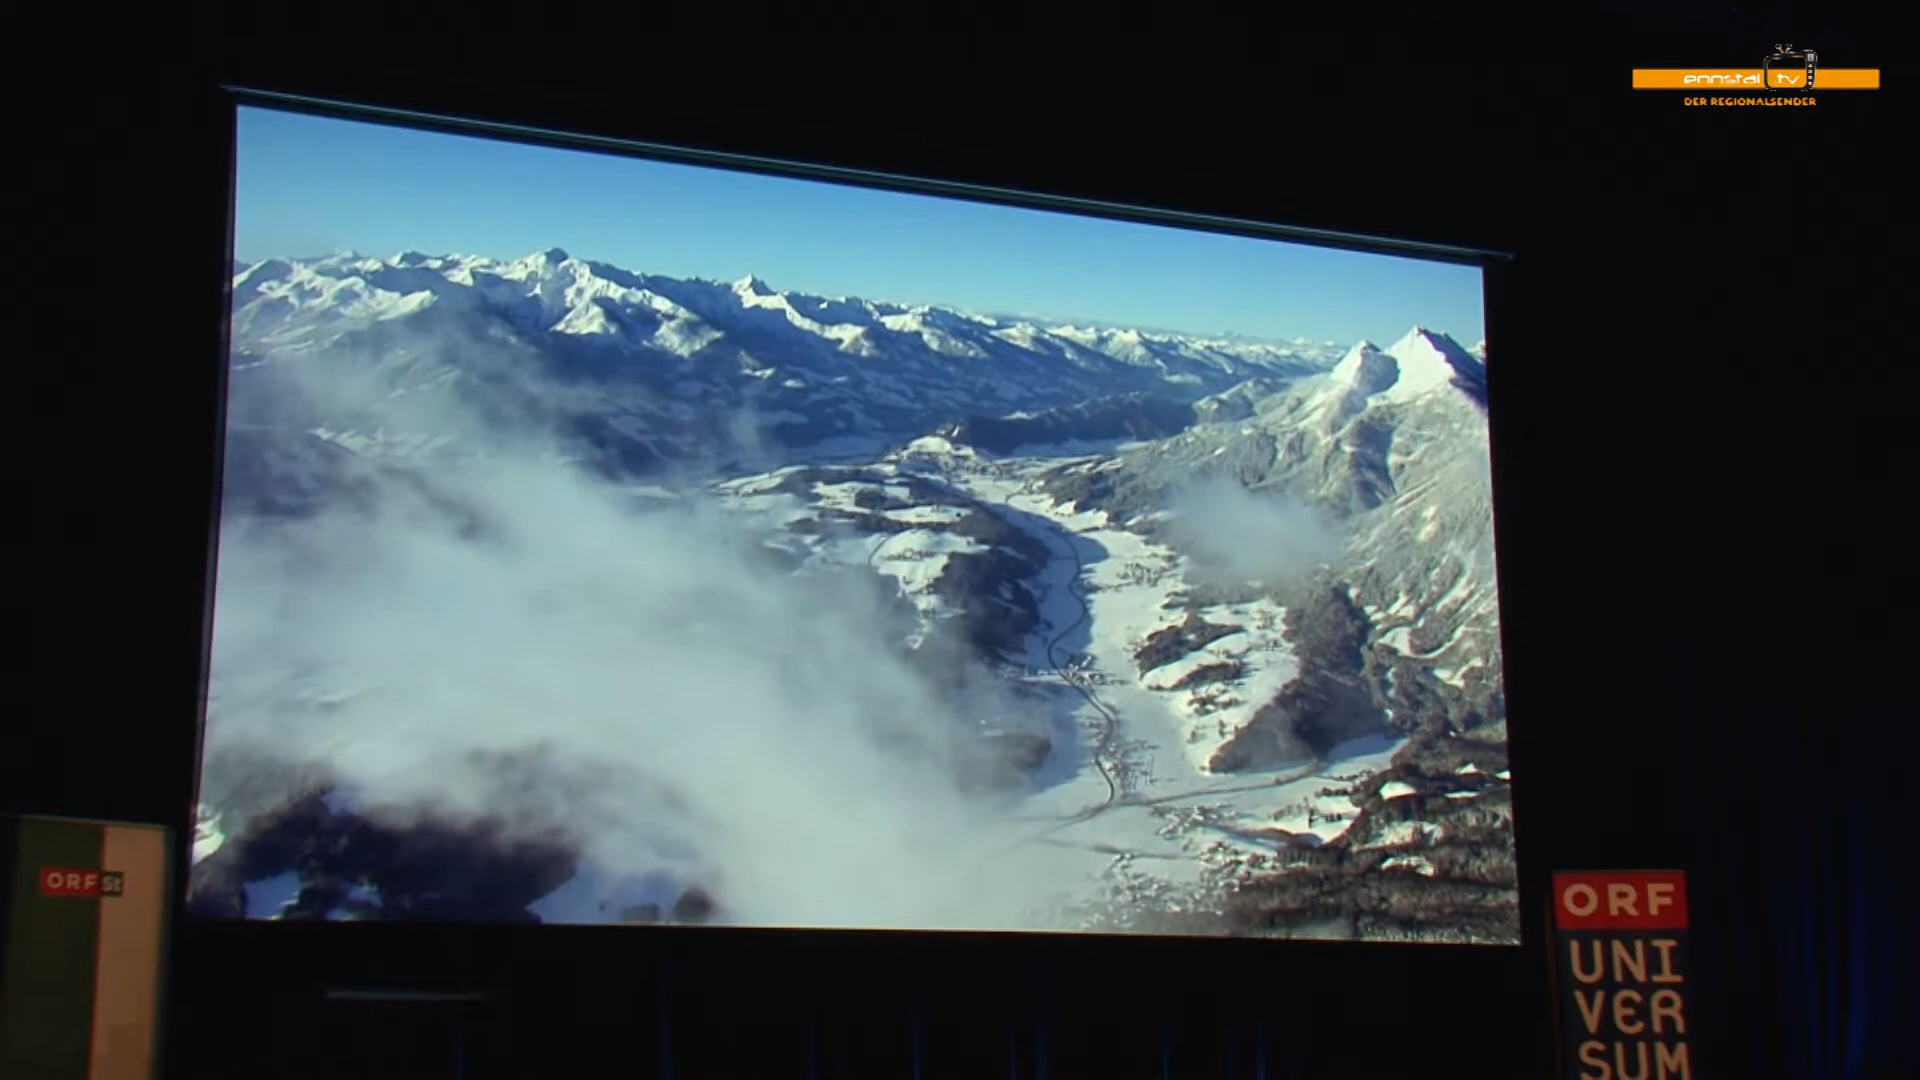 ennstal tv
DER REGIONALSENDER
ORF St
ORF
UNI
VER
SUM